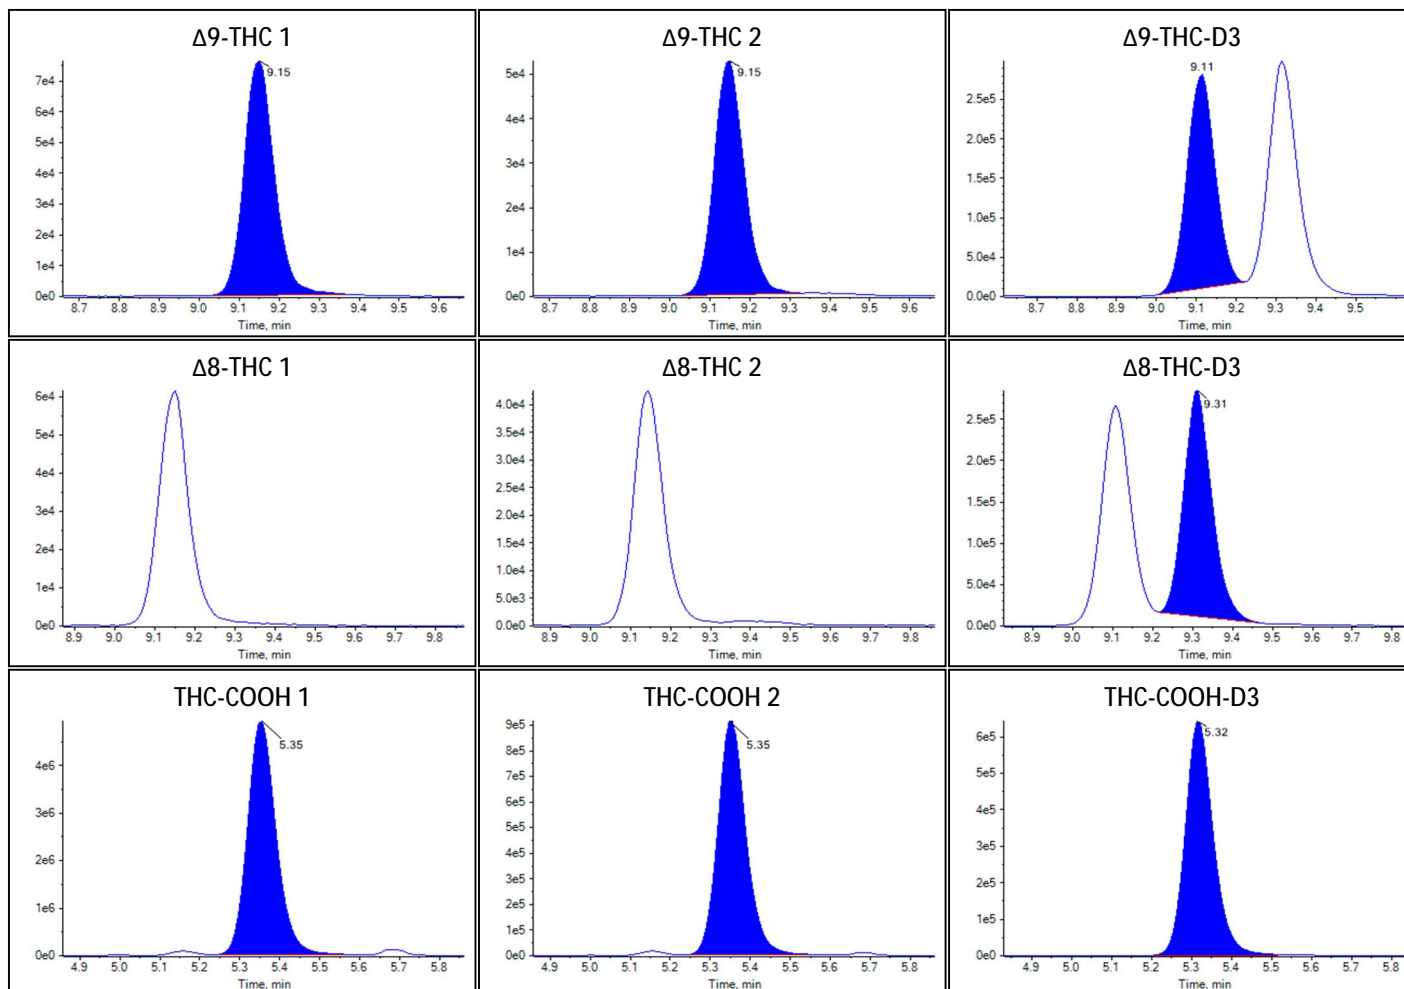 Δ9-THC 1
9.15
7e4
6e4
5e4
4e4
3e4
2e4
1e4
0e0
8.7 8.8 8.9 9.0 9.1 9.2 9.3 9.4 9.5 9.6
Time, min
Δ9-THC 2
9.15
5e4
4e4
3e4
2e4
1e4
0e0
8.7 8.8 8.9 9.0 9.1 9.2 9.3 9.4 9.5 9.6
Time, min
Δ9-THC-D3
9.11
2.5e5
2.0e5
1.5e5
1.0e5
5.0e4
0.0e0
8.7 8.8 8.9 9.0 9.1 9.2 9.3 9.4 9.5
Time, min
Δ8-THC 1
6e4
5e4
4e4
3e4
2e4
1e4
0e0
8.9 9.0 9.1 9.2 9.3 9.4 9.5 9.6 9.7 9.8
Time, min
Δ8-THC 2
4.0e4
3.5e4
3.0e4
2.5e4
2.0e4
1.5e4
1.0e4
5.0e3
0.0e0
8.9 9.0 9.1 9.2 9.3 9.4 9.5 9.6 9.7 9.8
Time, min
Δ8-THC-D3
9.31
2.5e5
2.0e5
1.5e5
1.0e5
5.0e4
0.0e0
8.9 9.0 9.1 9.2 9.3 9.4 9.5 9.6 9.7 9.8
Time, min
THC-COOH 1
5.35
4e6
3e6
2e6
1e6
0e0
4.9 5.0 5.1 5.2 5.3 5.4 5.5 5.6 5.7 5.8
Time, min
THC-COOH 2
5.35
9e5
8e5
7e5
6e5
5e5
4e5
3e5
2e5
1e5
0e0
4.9 5.0 5.1 5.2 5.3 5.4 5.5 5.6 5.7 5.8
Time, min
THC-COOH-D3
5.32
6e5
5e5
4e5
3e5
2e5
1e5
0e0
4.9 5.0 5.1 5.2 5.3 5.4 5.5 5.6 5.7 5.8
Time, min